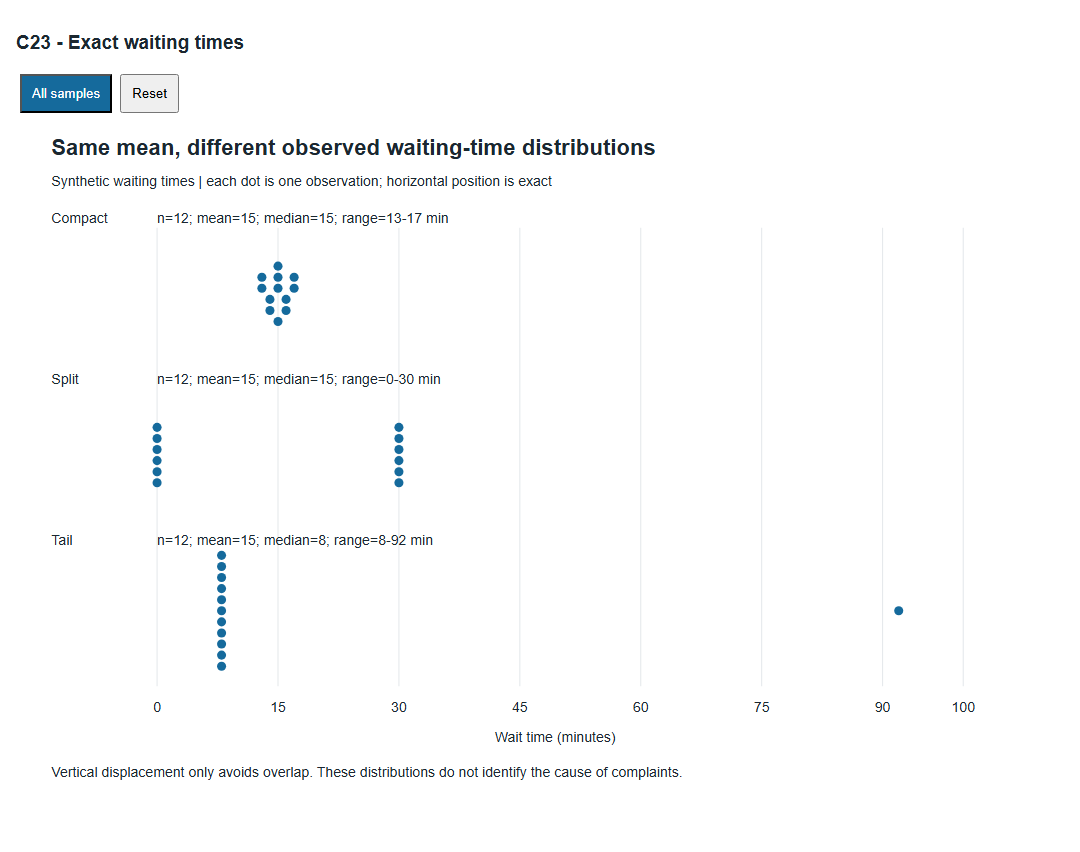 C23 - Exact waiting times
All samples Reset
Same mean, different observed waiting-time distributions
Synthetic waiting times | each dot is one observation; horizontal position is exact
Compact n=12; mean=15; median=15; range=13-17 min
Split n=12; mean=15; median=15; range=0-30 min
Tail n=12; mean=15; median=8; range=8-92 min
0 15 30 45 60 75 90 100
Wait time (minutes)
Vertical displacement only avoids overlap. These distributions do not identify the cause of complaints.